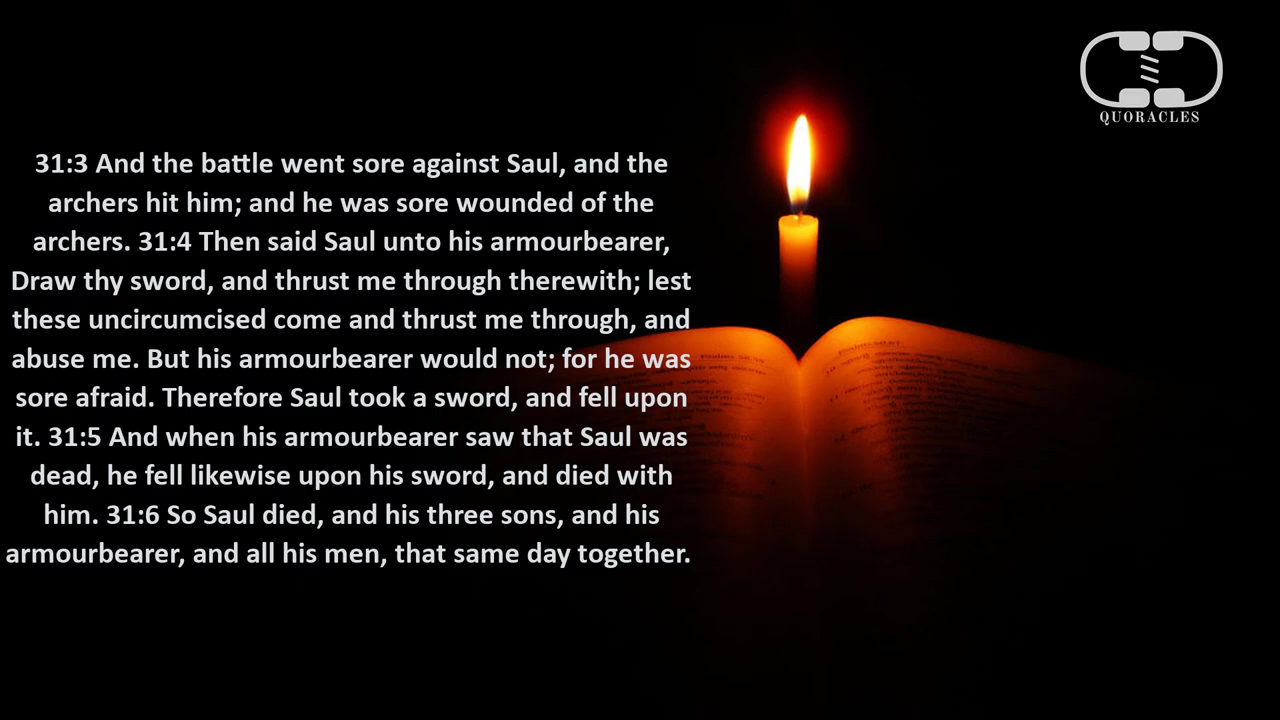 QUORACLES
31:3 And the battle went sore against Saul, and the
archers hit him; and he was sore wounded of the
archers. 31:4 Then said Saul unto his armourbearer,
Draw thy sword, and thrust me through therewith; lest
these uncircumcised come and thrust me through, and
abuse me. But his armourbearer would not; for he was
sore afraid. Therefore Saul took a sword, and fell upon
it. 31:5 And when his armourbearer saw that Saul was
dead, he fell likewise upon his sword, and died with
him. 31:6 So Saul died, and his three sons, and his
armourbearer, and all his men, that same day together.